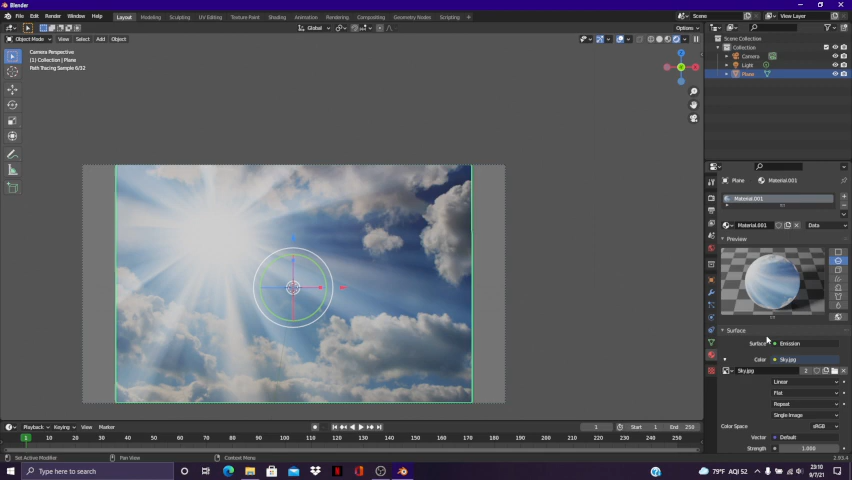 Blender
File Edit Render Window Help Layout Modeling Sculpting UV Editing Texture Paint Shading Animation Rendering Compositing Geometry Nodes Scripting Scene View Layer
Global Options
Object Mode View Select Add Object
Camera Perspective
(1) Collection | Plane
Path Tracing Sample 6/32
Scene Collection
Collection
Camera
Light
Plane
Plane Material.001
Material.001
Material.001 Data
Preview
Surface
Surface Emission
Color Sky.jpg
Sky.jpg 2
Linear
Flat
Repeat
Single Image
Color Space sRGB
Vector Default
Strength 1.000
Playback Keying View Marker 1 Start 1 End 250
1 10 20 30 40 50 60 70 80 90 100 110 120 130 140 150 160 170 180 190 200 210 220 230 240 250
Set Active Modifier Pan View Context Menu 2.93.4
Type here to search 79°F AQI 52 23:10
9/7/21